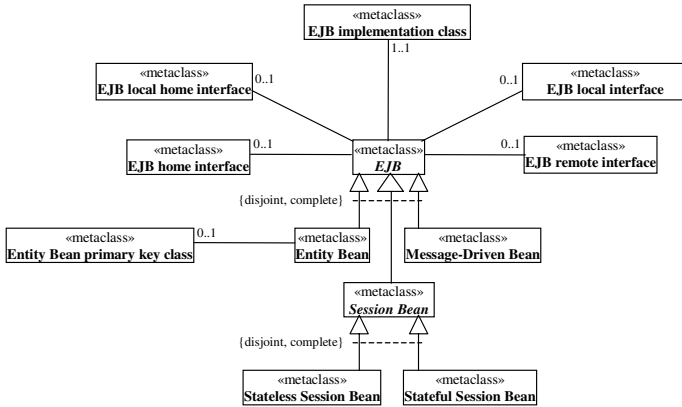 «metaclass»
EJB implementation class
1..1
«metaclass»
EJB local home interface
0..1
0..1
«metaclass»
EJB local interface
«metaclass»
EJB home interface
0..1
«metaclass»
EJB
0..1
«metaclass»
EJB remote interface
{disjoint, complete}
«metaclass»
Entity Bean primary key class
0..1
«metaclass»
Entity Bean
«metaclass»
Message-Driven Bean
«metaclass»
Session Bean
{disjoint, complete}
«metaclass»
Stateless Session Bean
«metaclass»
Stateful Session Bean